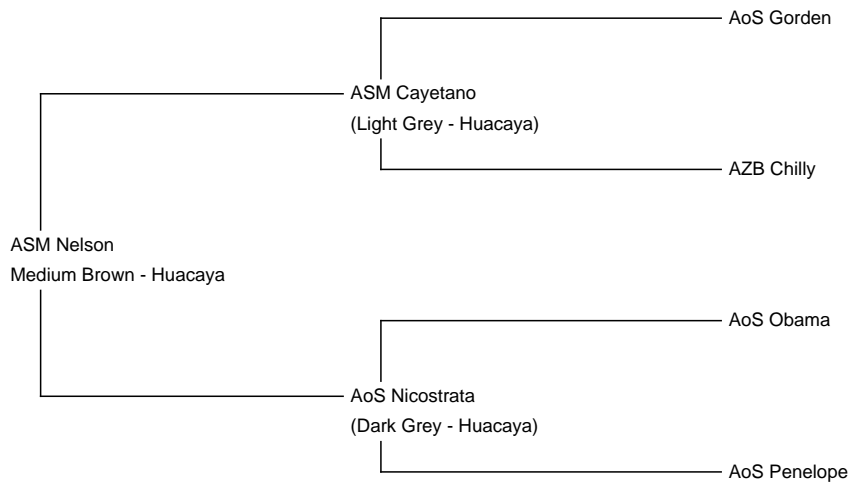 AoS Gorden
ASM Cayetano
(Light Grey - Huacaya)
AZB Chilly
ASM Nelson
Medium Brown - Huacaya
AoS Obama
AoS Nicostrata
(Dark Grey - Huacaya)
AoS Penelope